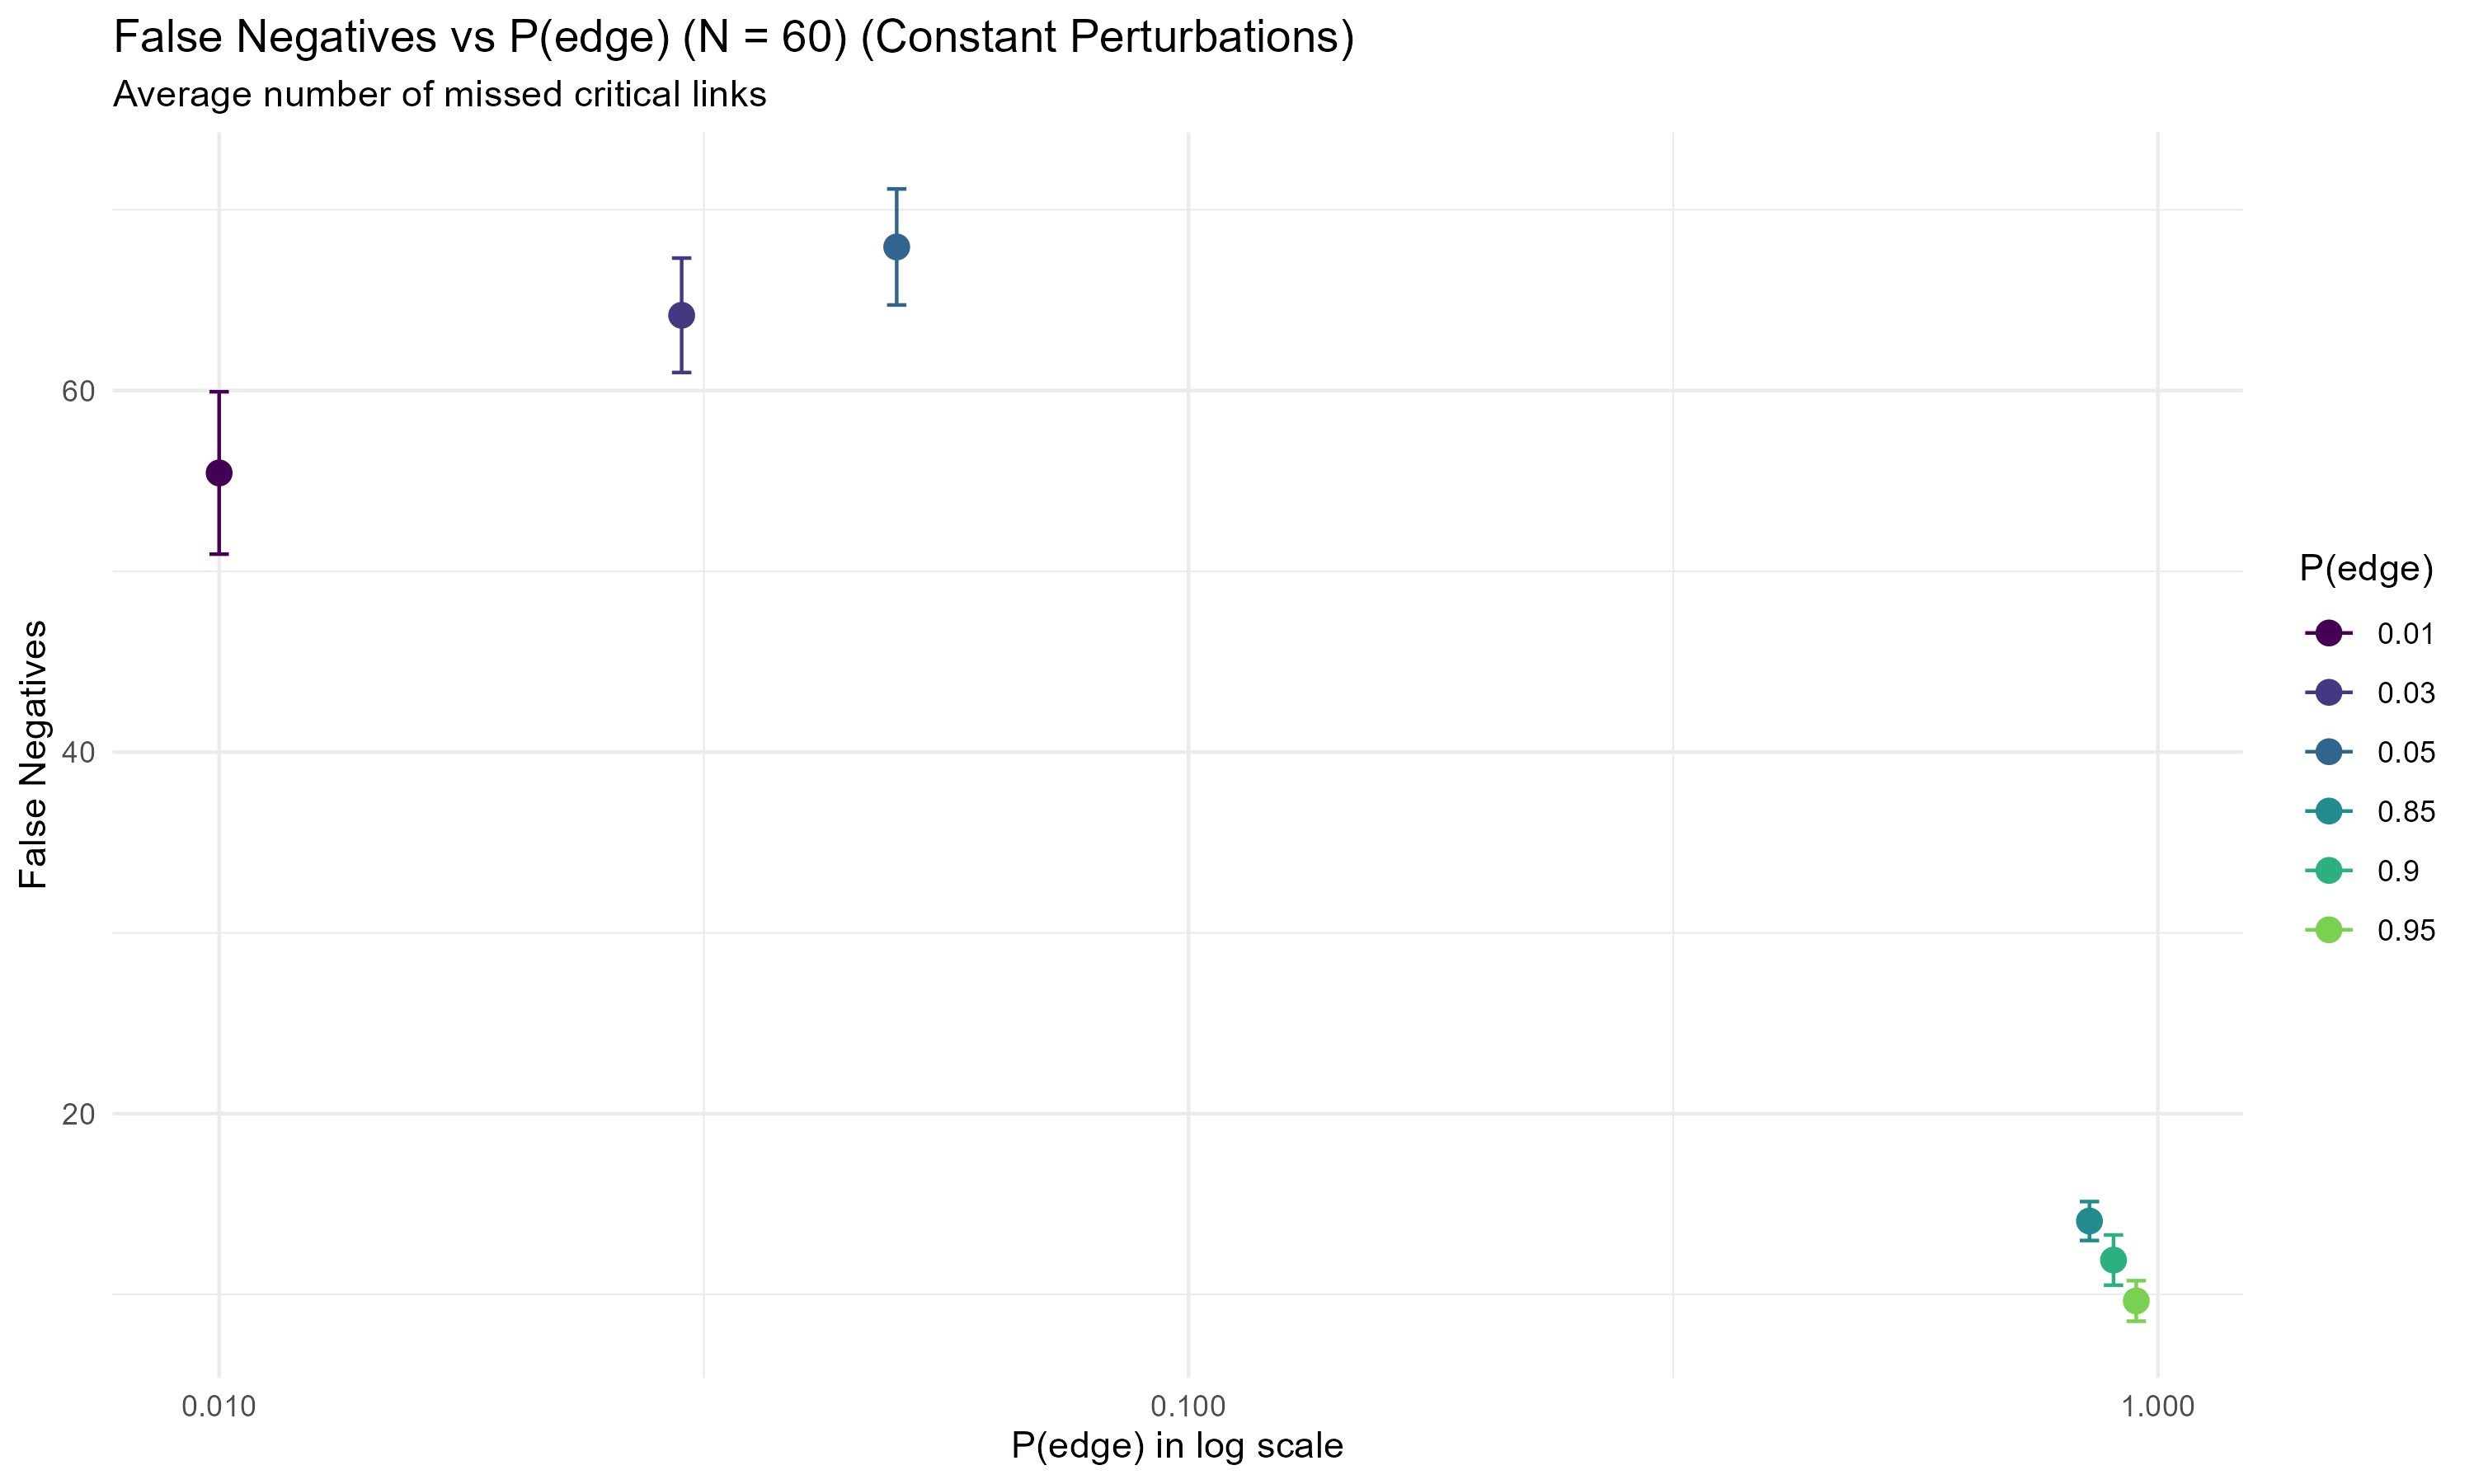 False Negatives vs P(edge) (N = 60) (Constant Perturbations)
Average number of missed critical links
False Negatives
60
40
20
0.010
0.100
1.000
P(edge) in log scale
P(edge)
0.01
0.03
0.05
0.85
0.9
0.95